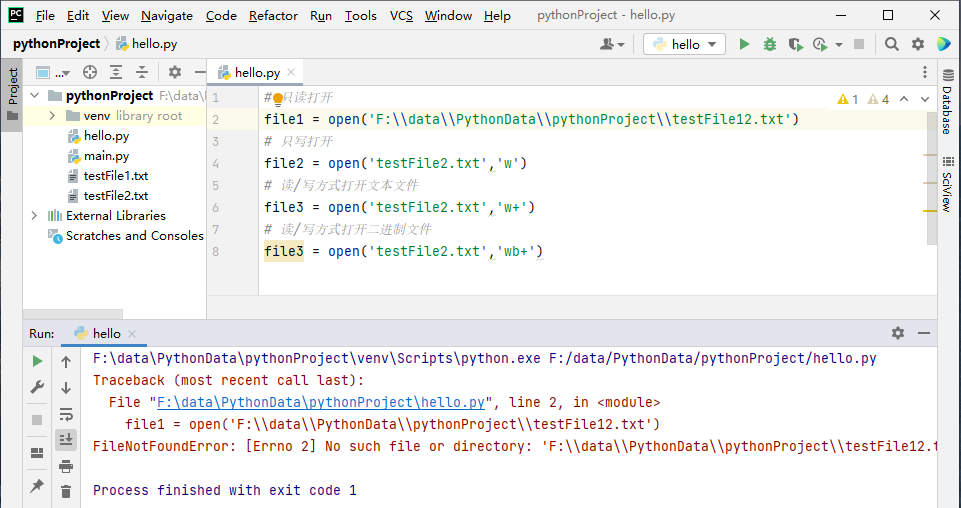 File Edit View Navigate Code Refactor Run Tools VCS Window Help pythonProject - hello.py
pythonProject hello.py hello
Project
... hello.py
pythonProject F:\data\
venv library root
hello.py
main.py
testFile1.txt
testFile2.txt
External Libraries
Scratches and Consoles
1 # 只读打开
2 file1 = open('F:\\data\\PythonData\\pythonProject\\testFile12.txt')
3 # 只写打开
4 file2 = open('testFile2.txt','w')
5 # 读/写方式打开文本文件
6 file3 = open('testFile2.txt','w+')
7 # 读/写方式打开二进制文件
8 file3 = open('testFile2.txt','wb+')
1 4
Database
SciView
Run: hello
F:\data\PythonData\pythonProject\venv\Scripts\python.exe F:/data/PythonData/pythonProject/hello.py
Traceback (most recent call last):
File "F:\data\PythonData\pythonProject\hello.py", line 2, in <module>
file1 = open('F:\\data\\PythonData\\pythonProject\\testFile12.txt')
FileNotFoundError: [Errno 2] No such file or directory: 'F:\\data\\PythonData\\pythonProject\\testFile12.t
Process finished with exit code 1